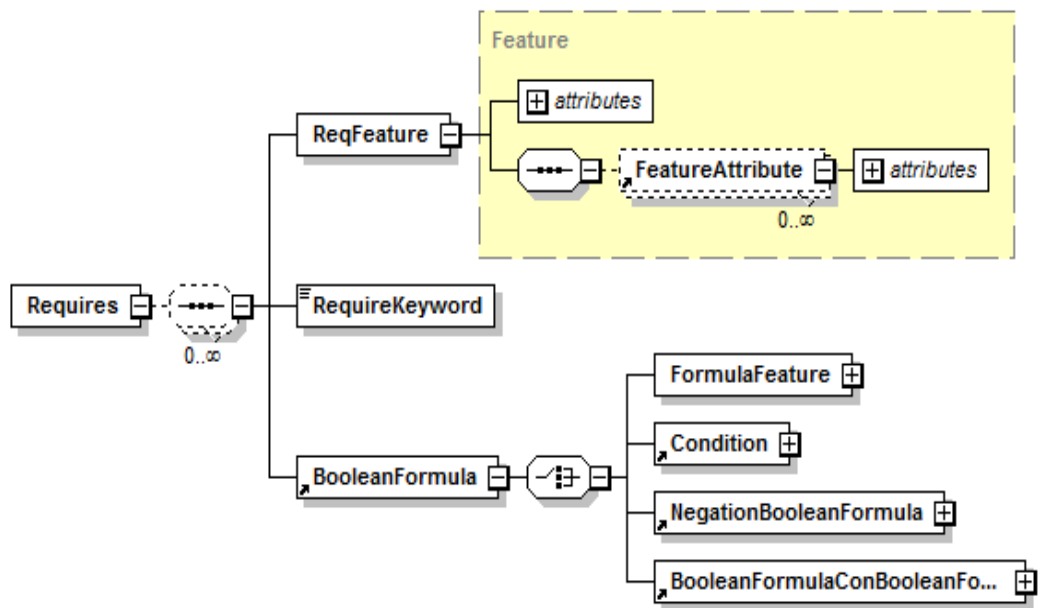 Feature
attributes
ReqFeature
FeatureAttribute
attributes
0..∞
Requires
RequireKeyword
0..∞
FormulaFeature
Condition
BooleanFormula
NegationBooleanFormula
BooleanFormulaConBooleanFo...